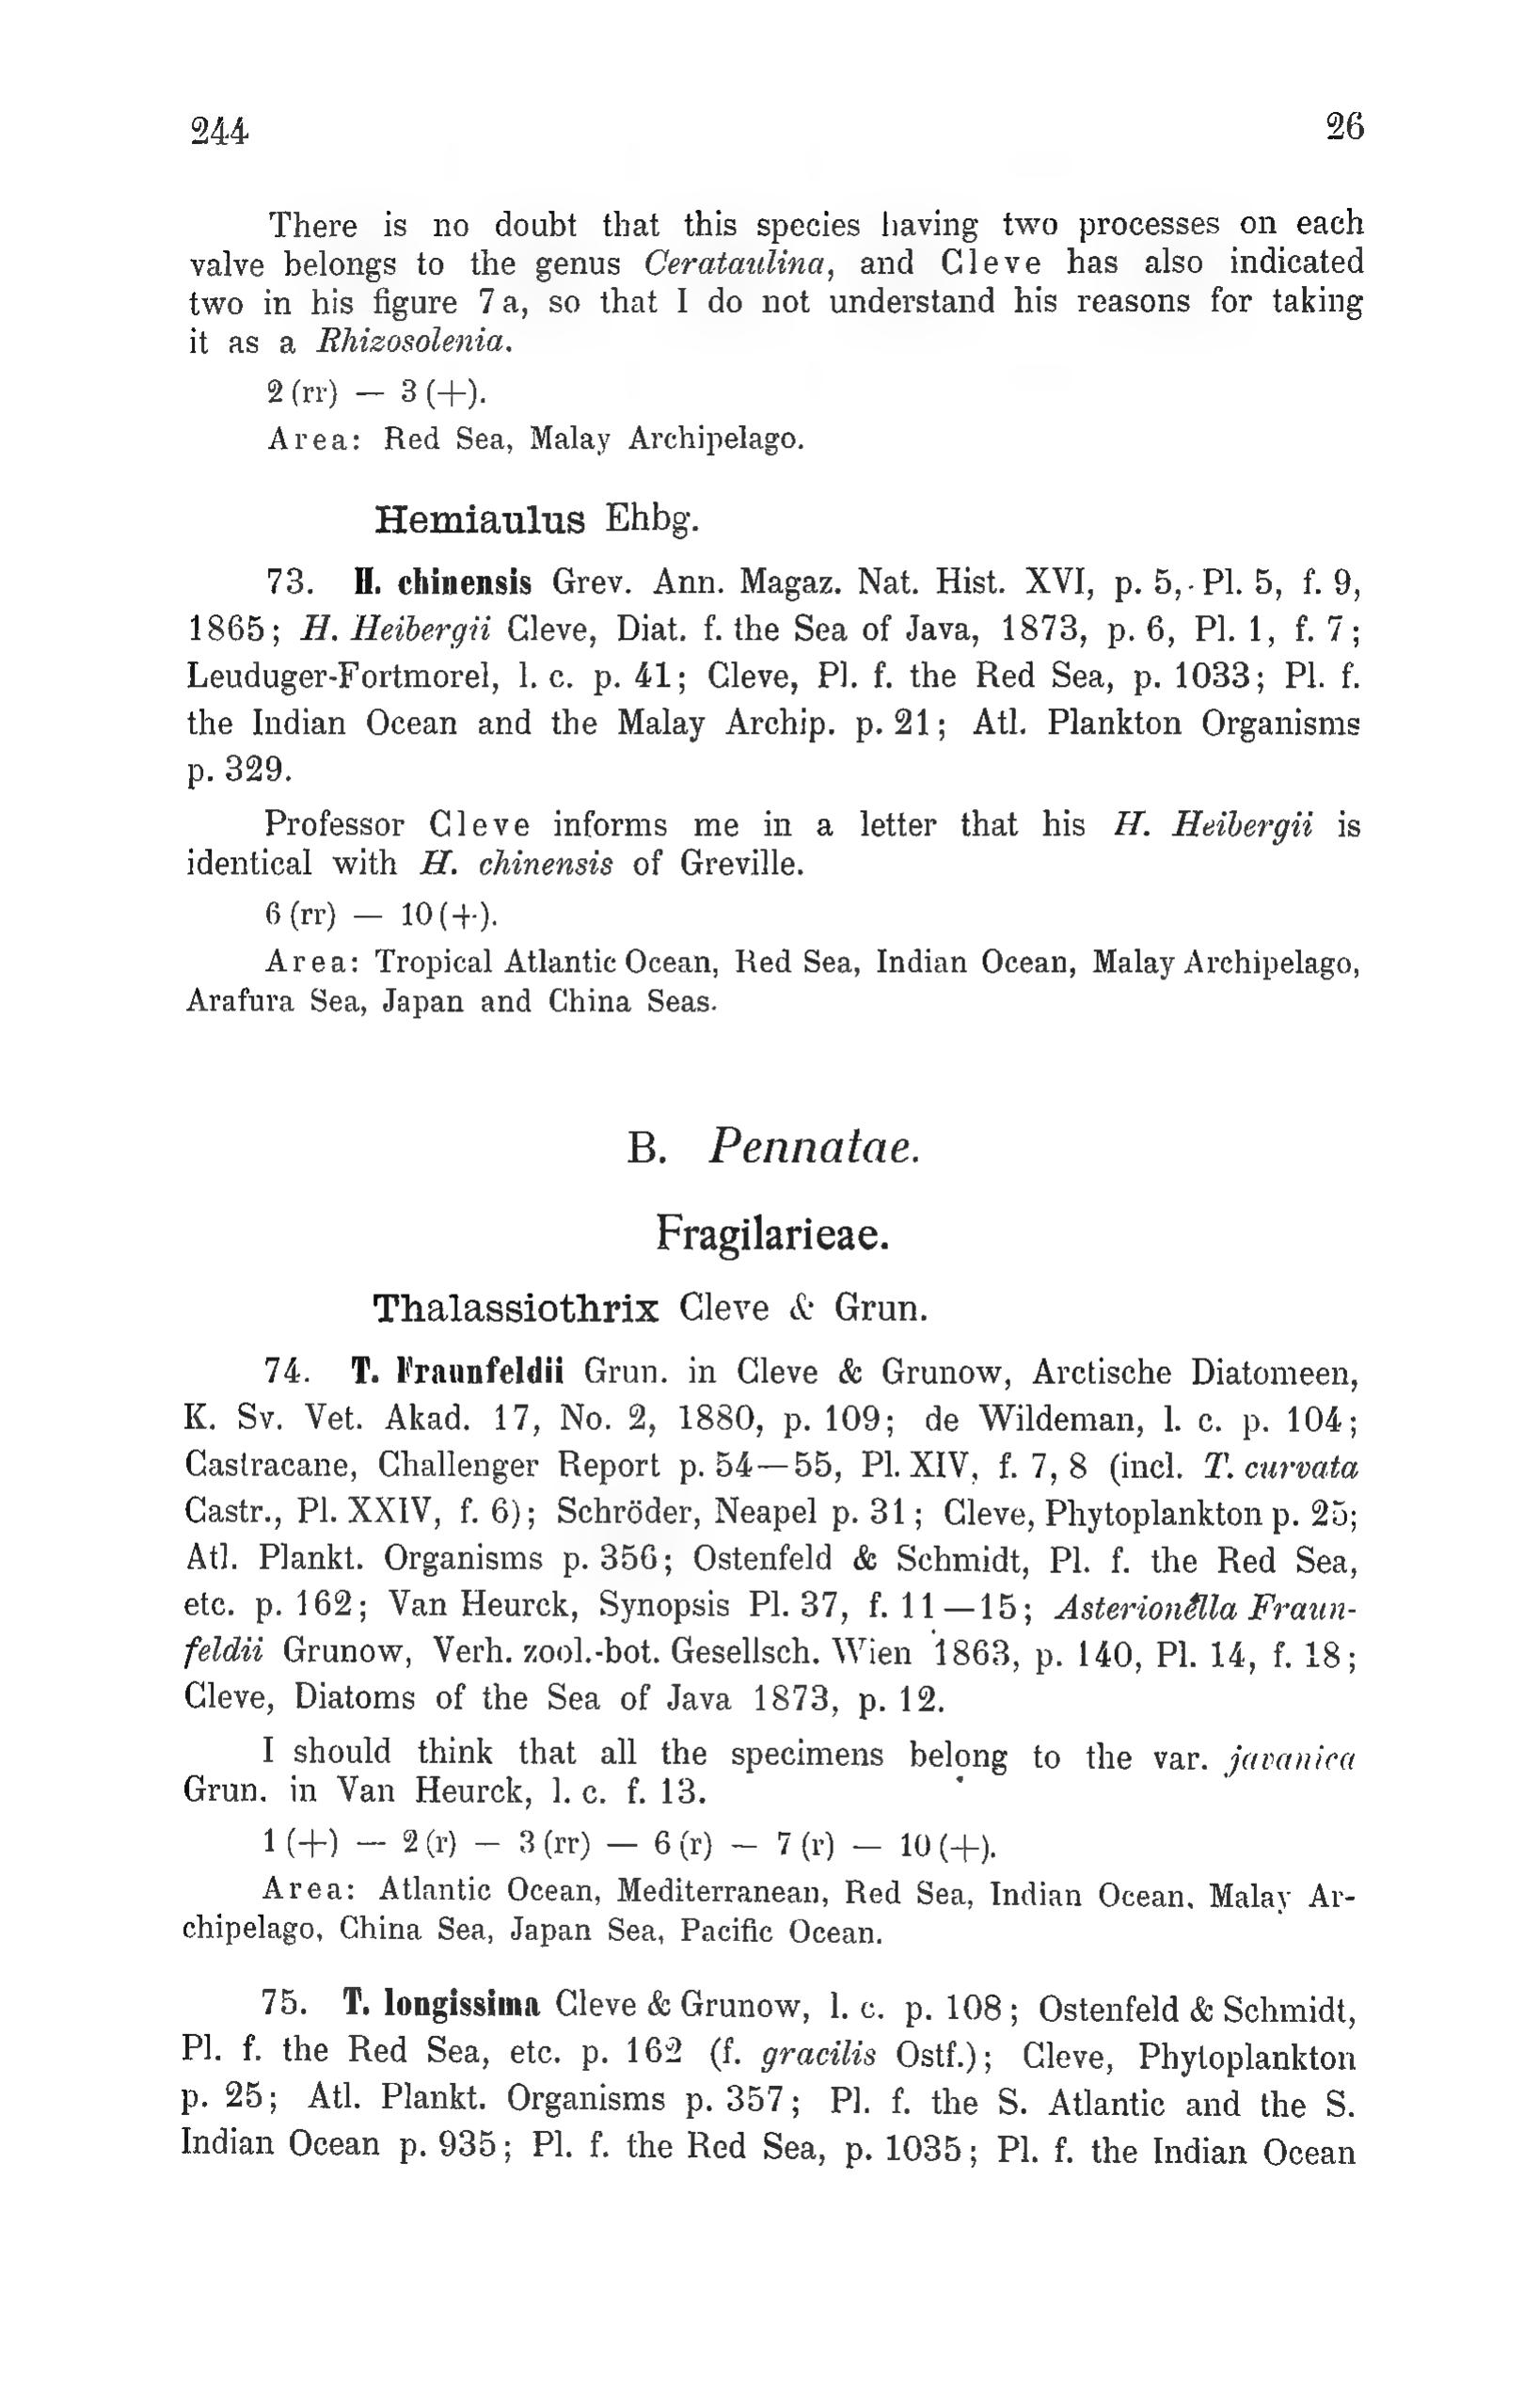 244 26
There is no doubt that this species having two processes on each
valve belongs to the genus Cerataulina, and Cleve has also indicated
two in his figure 7 a, so that I do not understand his reasons for taking
it as a Rhizosolenia.
2 (rr) — 3 (+).
Area: Red Sea, Malay Archipelago.
Hemiaulus Ehbg.
73. H. chinensis Grev. Ann. Magaz. Nat. Hist. XVI, p. 5, Pl. 5, f. 9,
1865; H. Heibergii Cleve, Diat. f. the Sea of Java, 1873, p. 6, Pl. 1, f. 7;
Leuduger-Fortmorel, l. c. p. 41; Cleve, Pl. f. the Red Sea, p. 1033; Pl. f.
the Indian Ocean and the Malay Archip. p. 21; Atl. Plankton Organisms
p. 329.
Professor Cleve informs me in a letter that his H. Heibergii is
identical with H. chinensis of Greville.
6 (rr) — 10 (+).
Area: Tropical Atlantic Ocean, Red Sea, Indian Ocean, Malay Archipelago,
Arafura Sea, Japan and China Seas.
B. Pennatae.
Fragilarieae.
Thalassiothrix Cleve & Grun.
74. T. Fraunfeldii Grun. in Cleve & Grunow, Arctische Diatomeen,
K. Sv. Vet. Akad. 17, No. 2, 1880, p. 109; de Wildeman, l. c. p. 104;
Castracane, Challenger Report p. 54—55, Pl. XIV, f. 7, 8 (incl. T. curvata
Castr., Pl. XXIV, f. 6); Schröder, Neapel p. 31; Cleve, Phytoplankton p. 25;
Atl. Plankt. Organisms p. 356; Ostenfeld & Schmidt, Pl. f. the Red Sea,
etc. p. 162; Van Heurck, Synopsis Pl. 37, f. 11—15; Asterionella Fraun-
feldii Grunow, Verh. zool.-bot. Gesellsch. Wien 1863, p. 140, Pl. 14, f. 18;
Cleve, Diatoms of the Sea of Java 1873, p. 12.
I should think that all the specimens belong to the var. javanica
Grun. in Van Heurck, l. c. f. 13.
1 (+) — 2 (r) — 3 (rr) — 6 (r) — 7 (r) — 10 (+).
Area: Atlantic Ocean, Mediterranean, Red Sea, Indian Ocean, Malay Ar-
chipelago, China Sea, Japan Sea, Pacific Ocean.
75. T. longissima Cleve & Grunow, l. c. p. 108; Ostenfeld & Schmidt,
Pl. f. the Red Sea, etc. p. 162 (f. gracilis Ostf.); Cleve, Phytoplankton
p. 25; Atl. Plankt. Organisms p. 357; Pl. f. the S. Atlantic and the S.
Indian Ocean p. 935; Pl. f. the Red Sea, p. 1035; Pl. f. the Indian Ocean